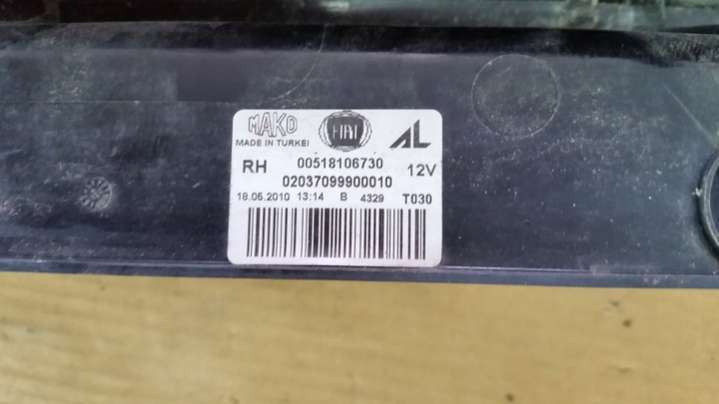 MAKO FIAT AL
MADE IN TURKEI
RH 00518106730 12V
02037099900010
18.05.2010 13:14 B 4329 T030